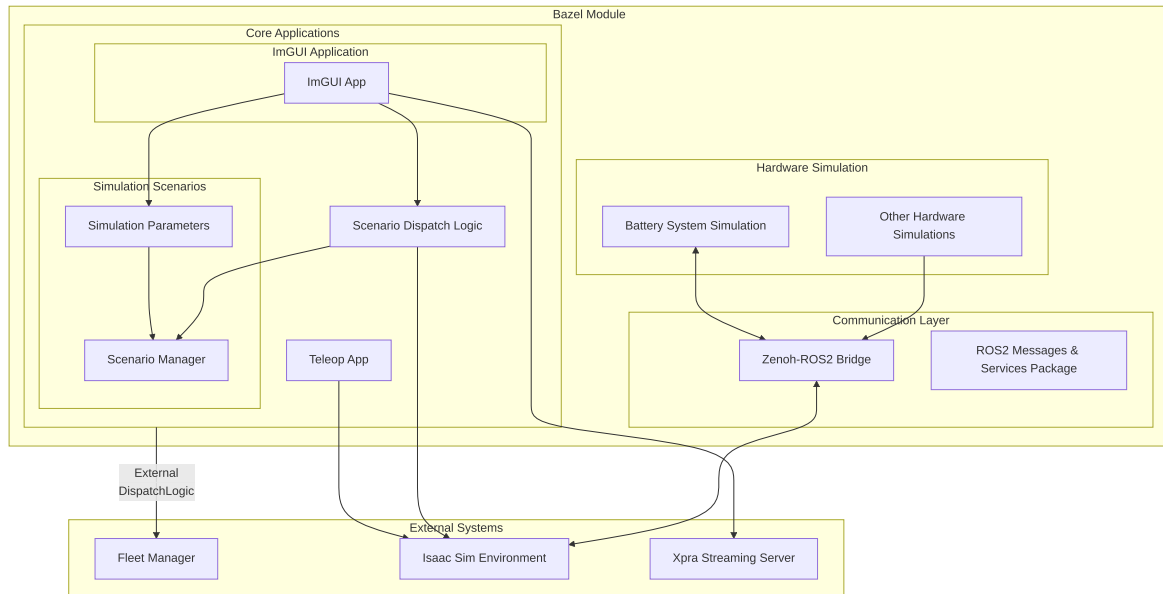 Bazel Module
Core Applications
ImGUI Application
ImGUI App
Hardware Simulation
Simulation Scenarios
Simulation Parameters
Scenario Dispatch Logic
Battery System Simulation
Other Hardware
Simulations
Communication Layer
Scenario Manager
Teleop App
Zenoh-ROS2 Bridge
ROS2 Messages &
Services Package
External
DispatchLogic
External Systems
Fleet Manager
Isaac Sim Environment
Xpra Streaming Server